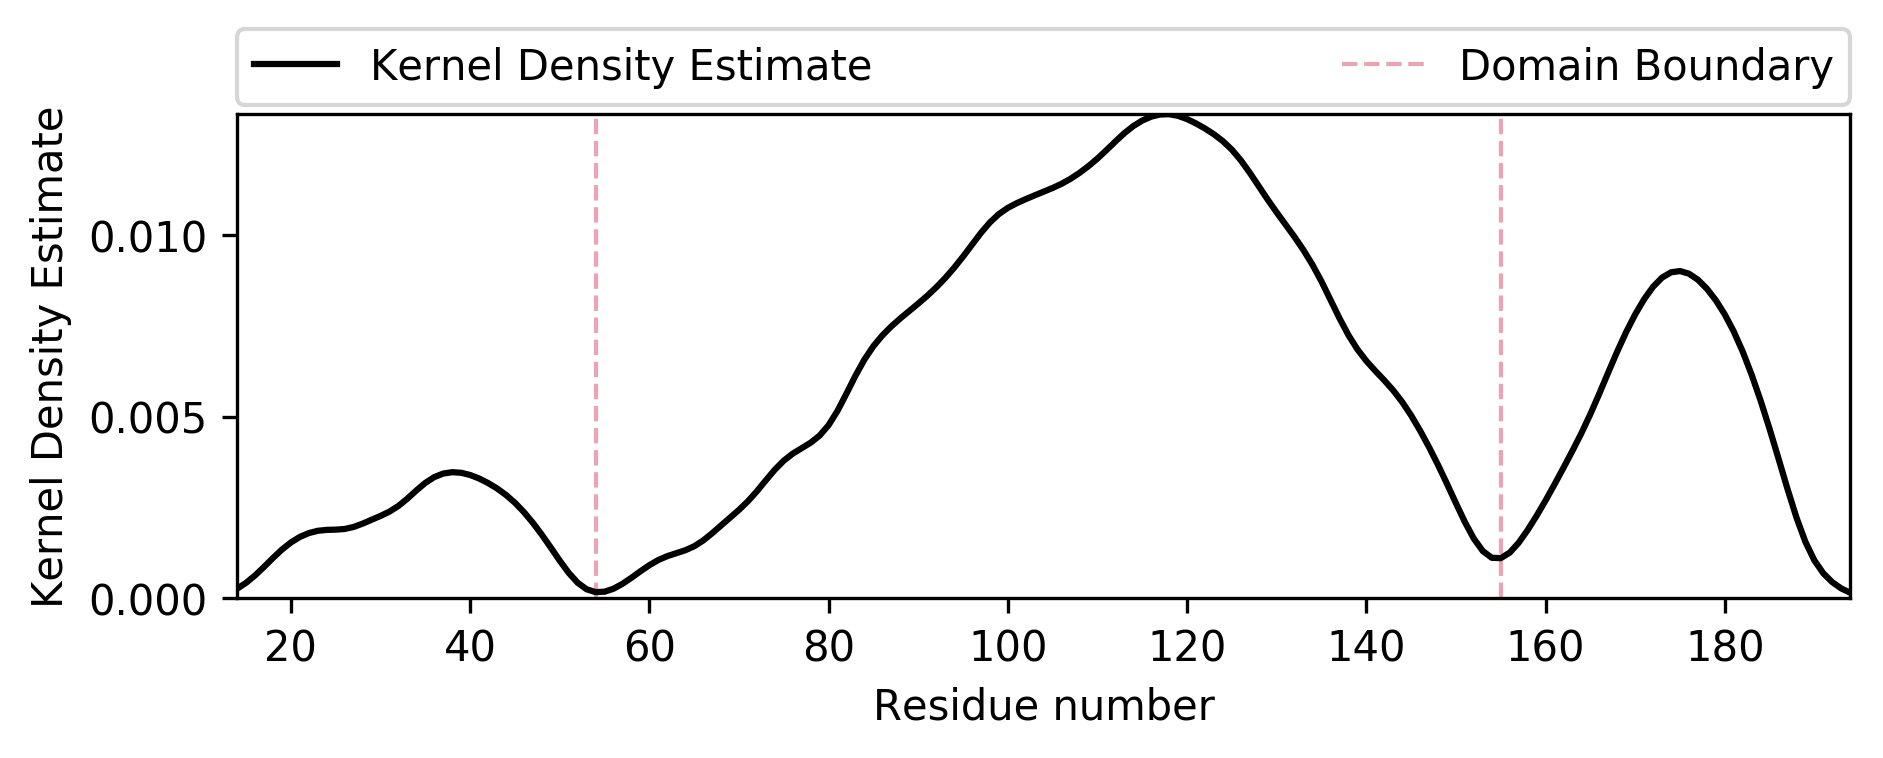 Kernel Density Estimate
Domain Boundary
Kernel Density Estimate
0.010
0.005
0.000
20 40 60 80 100 120 140 160 180
Residue number